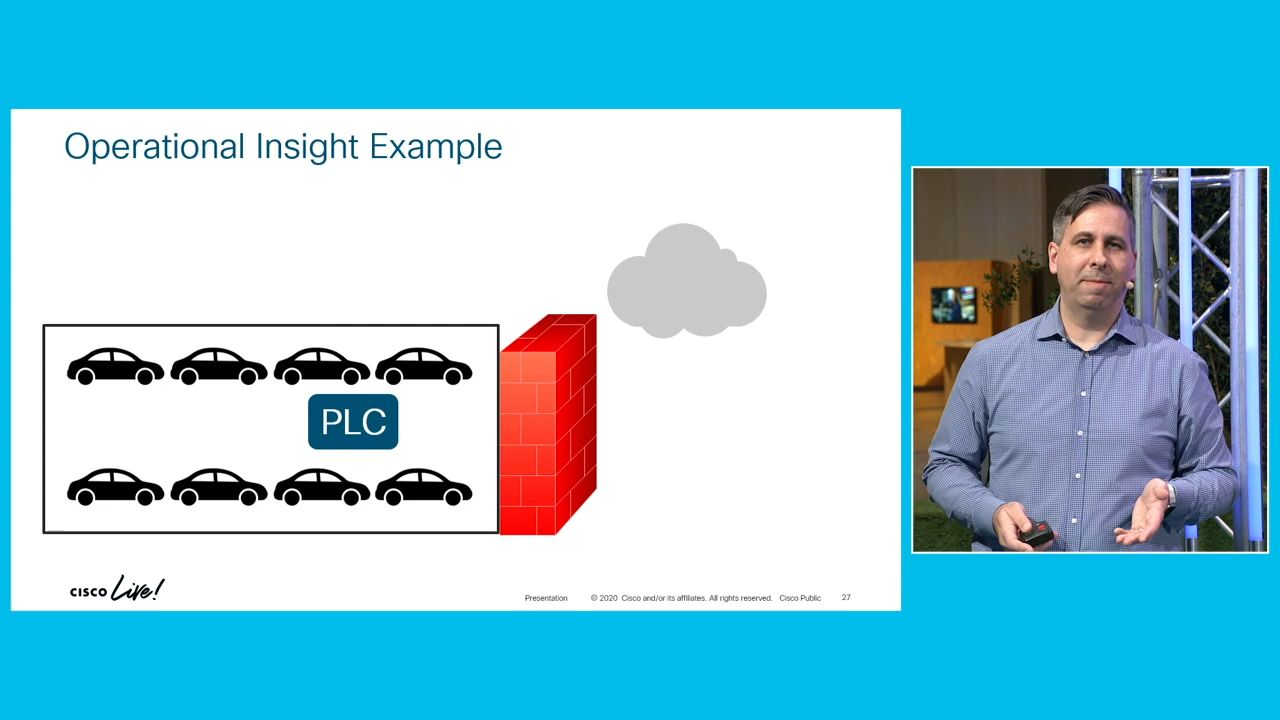 Operational Insight Example
PLC
CISCO Live!
Presentation © 2020 Cisco and/or its affiliates. All rights reserved. Cisco Public 27